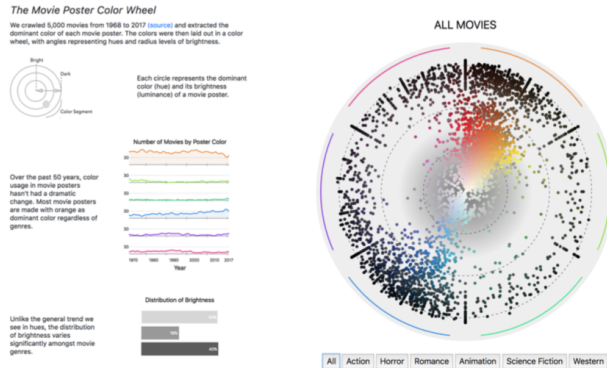 The Movie Poster Color Wheel
We crawled 5,000 movies from 1968 to 2017 (source) and extracted the
dominant color of each movie poster. The colors were then laid out in a color
wheel, with angles representing hues and radius levels of brightness.
ALL MOVIES
Bright
Dark
Color Segment
Each circle represents the dominant
color (hue) and its brightness
(luminance) of a movie poster.
Number of Movies by Poster Color
Over the past 50 years, color
usage in movie posters
hasn't had a dramatic
change. Most movie posters
are made with orange as
dominant color regardless of
genres.
1970 1980 1990 2000 2010 2017
Year
Distribution of Brightness
Unlike the general trend we
see in hues, the distribution
of brightness varies
significantly amongst movie
genres.
All Action Horror Romance Animation Science Fiction Western